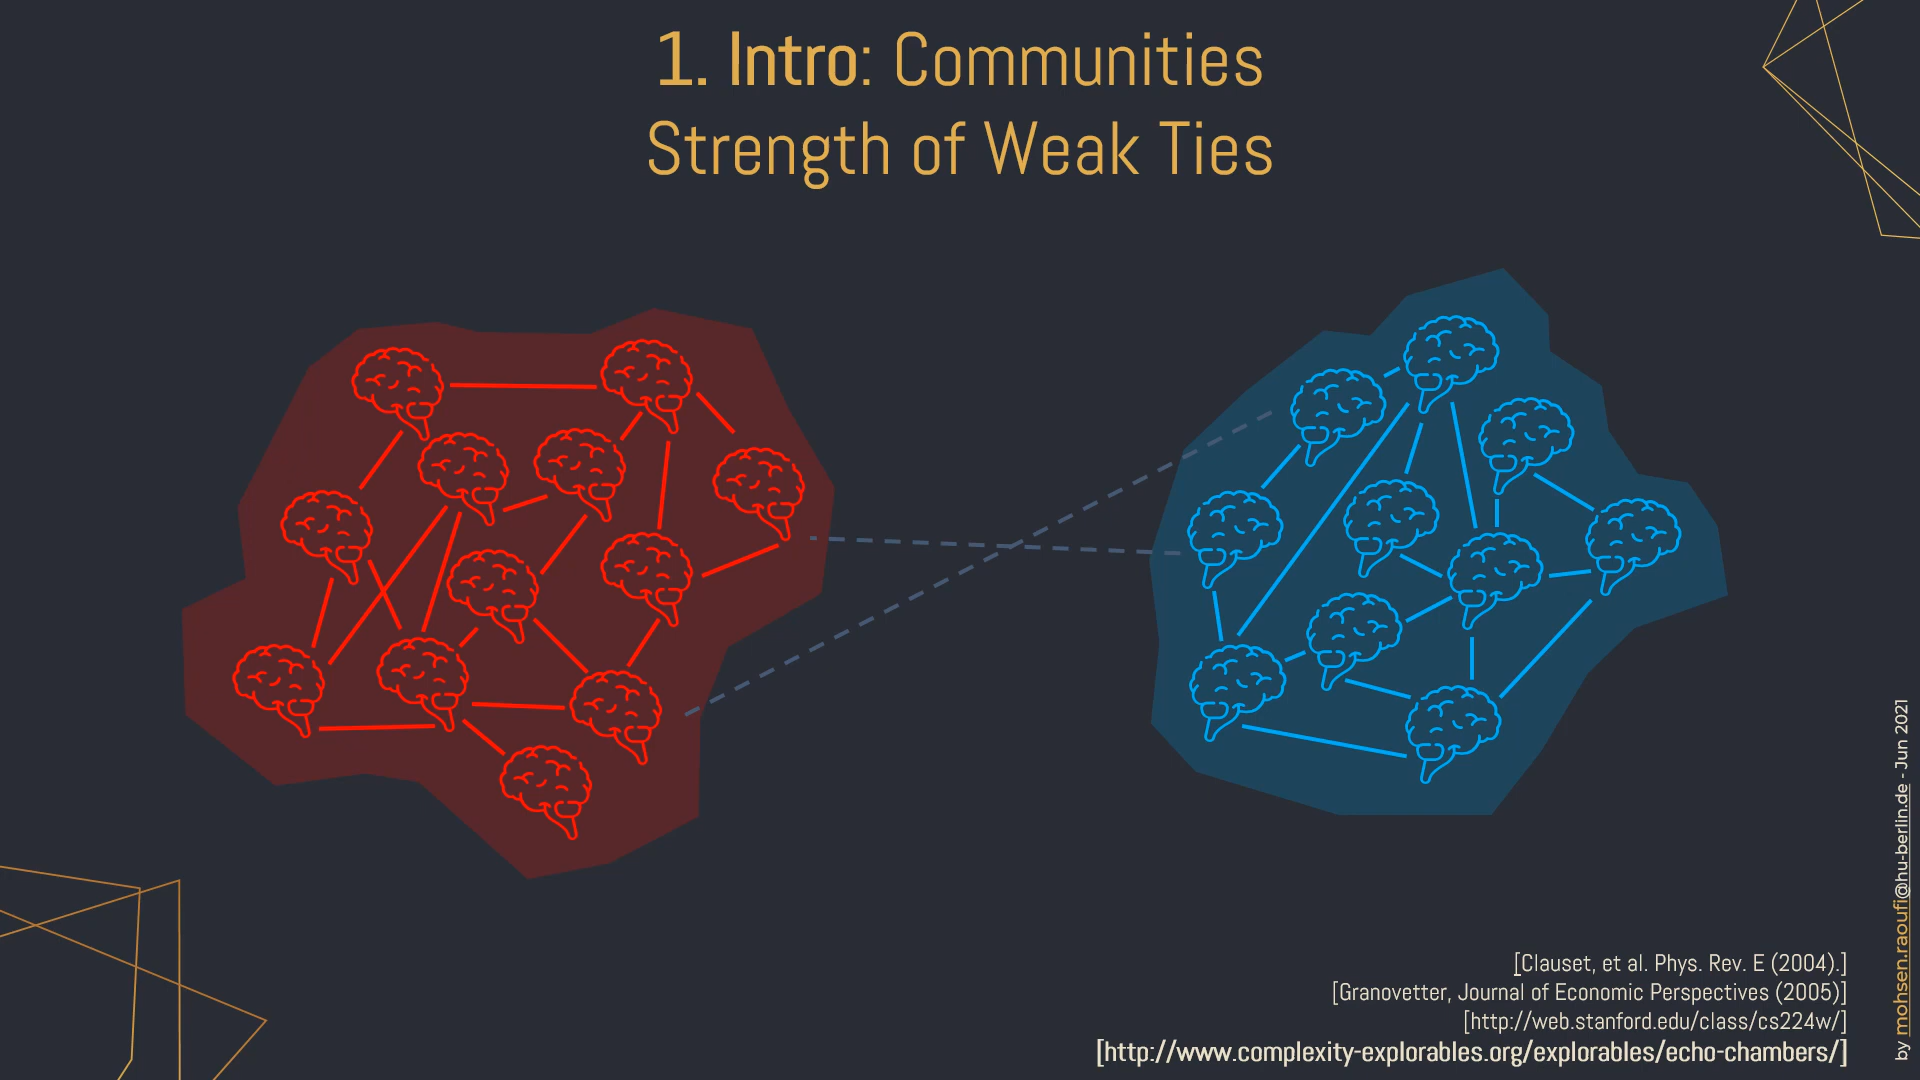 1. Intro: Communities
Strength of Weak Ties
[Clauset, et al. Phys. Rev. E (2004).]
[Granovetter, Journal of Economic Perspectives (2005)]
[http://web.stanford.edu/class/cs224w/]
[http://www.complexity-explorables.org/explorables/echo-chambers/]
by mohsen.raoufi@hu-berlin.de - Jun 2021